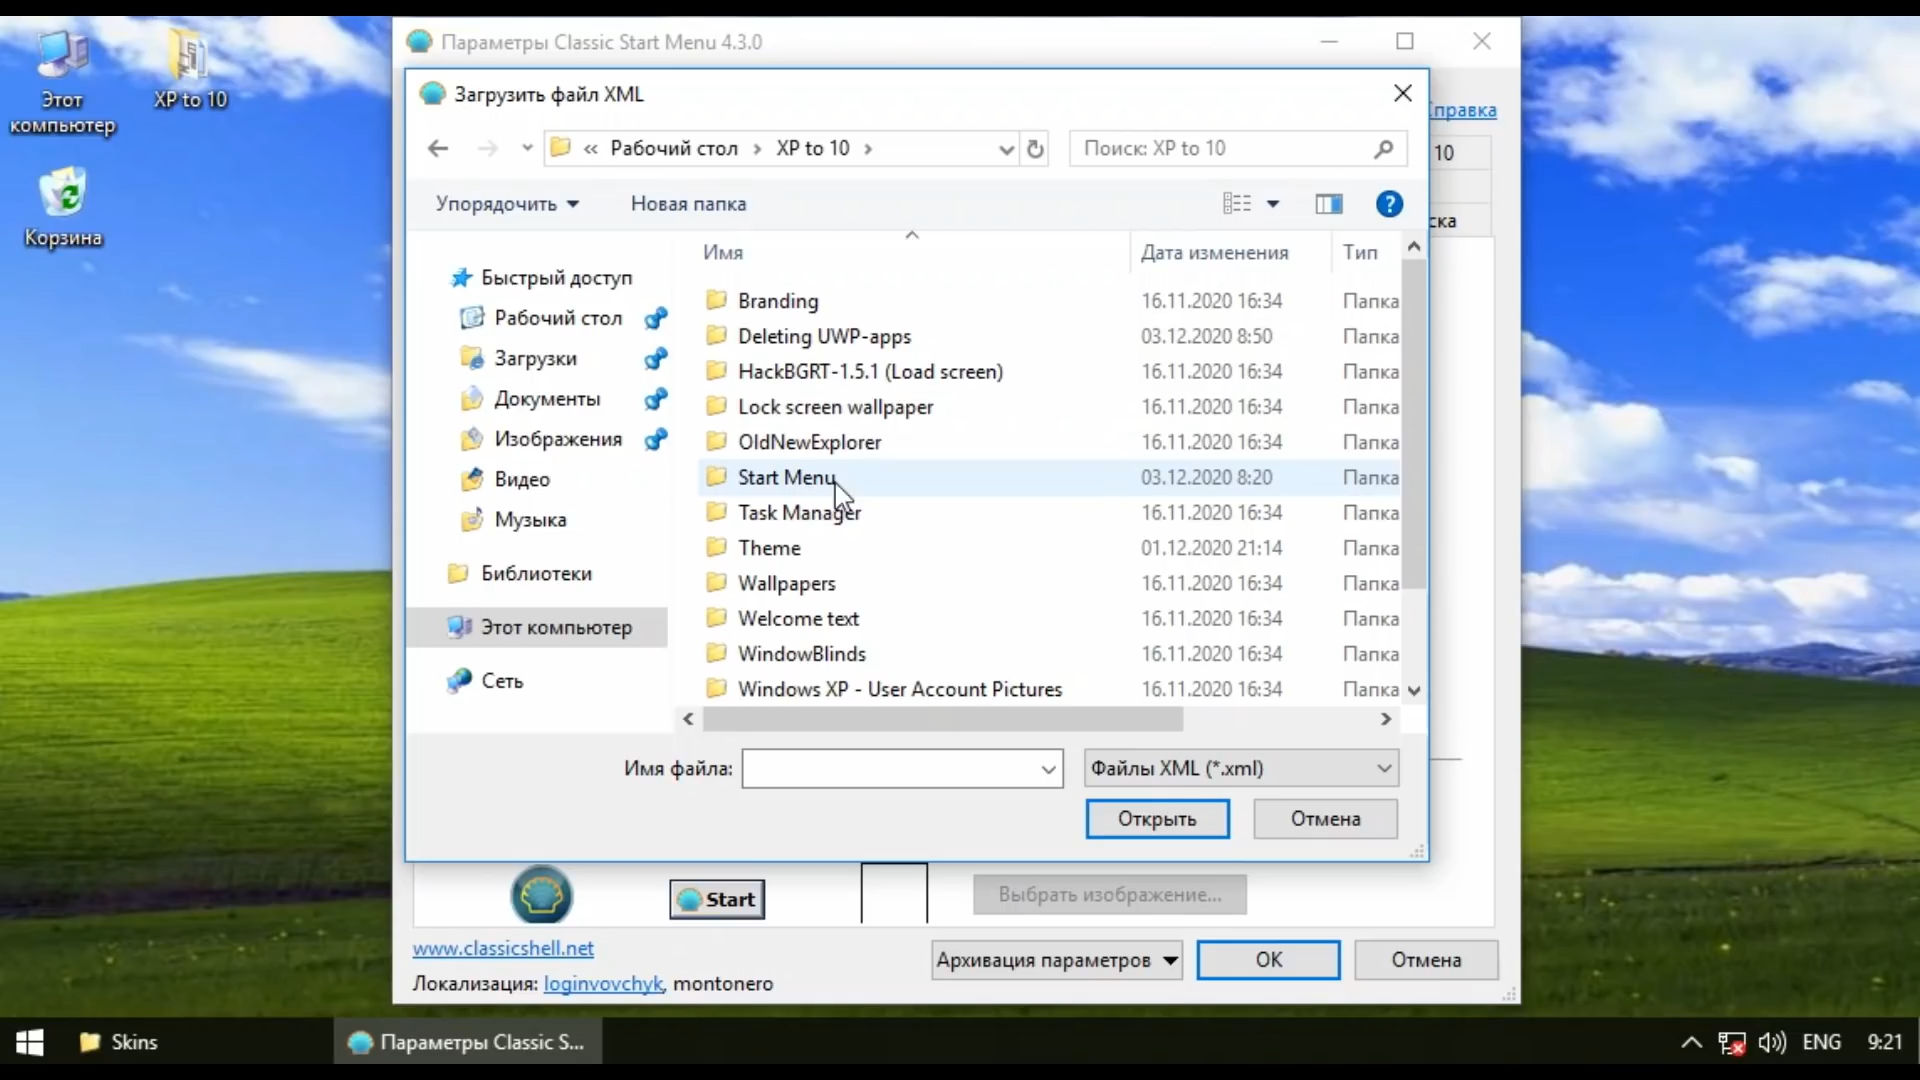 Этот
компьютер
XP to 10
Корзина
Параметры Classic Start Menu 4.3.0
Справка
10
ска
Загрузить файл XML
« Рабочий стол › XP to 10 ›
Поиск: XP to 10
Упорядочить
Новая папка
Имя Дата изменения Тип
Быстрый доступ
Рабочий стол
Загрузки
Документы
Изображения
Видео
Музыка
Библиотеки
Этот компьютер
Сеть
Branding 16.11.2020 16:34 Папка
Deleting UWP-apps 03.12.2020 8:50 Папка
HackBGRT-1.5.1 (Load screen) 16.11.2020 16:34 Папка
Lock screen wallpaper 16.11.2020 16:34 Папка
OldNewExplorer 16.11.2020 16:34 Папка
Start Menu 03.12.2020 8:20 Папка
Task Manager 16.11.2020 16:34 Папка
Theme 01.12.2020 21:14 Папка
Wallpapers 16.11.2020 16:34 Папка
Welcome text 16.11.2020 16:34 Папка
WindowBlinds 16.11.2020 16:34 Папка
Windows XP - User Account Pictures 16.11.2020 16:34 Папка
Имя файла:
Файлы XML (*.xml)
Открыть
Отмена
Start
Выбрать изображение...
www.classicshell.net
Локализация: loginvovchyk, montonero
Архивация параметров
OK
Отмена
Skins
Параметры Classic S...
ENG
9:21